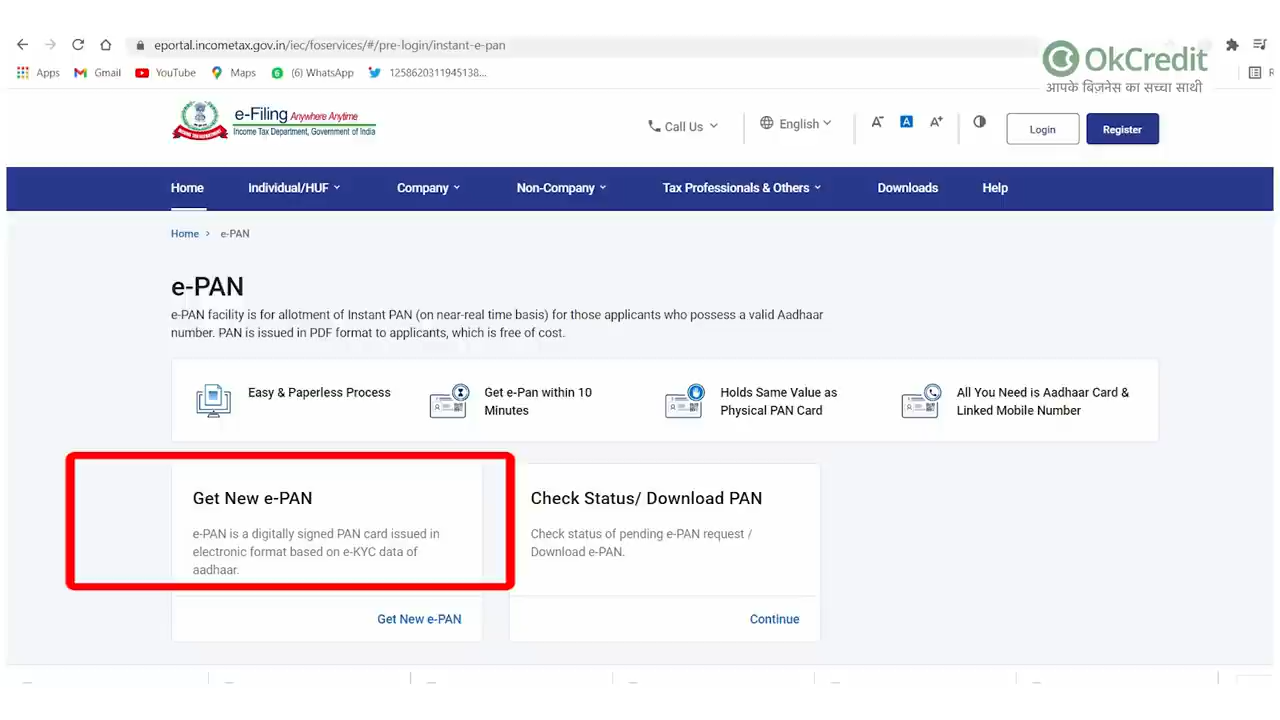 eportal.incometax.gov.in/iec/foservices/#/pre-login/instant-e-pan
OkCredit
आपके बिज़नेस का सच्चा साथी
Apps Gmail YouTube Maps (6) WhatsApp 1258620311945138... R
e-Filing Anywhere Anytime
Income Tax Department, Government of India
Call Us English A- A A+ Login Register
Home Individual/HUF Company Non-Company Tax Professionals & Others Downloads Help
Home > e-PAN
e-PAN
e-PAN facility is for allotment of Instant PAN (on near-real time basis) for those applicants who possess a valid Aadhaar
number. PAN is issued in PDF format to applicants, which is free of cost.
Easy & Paperless Process
Get e-Pan within 10
Minutes
Holds Same Value as
Physical PAN Card
All You Need is Aadhaar Card &
Linked Mobile Number
Get New e-PAN
e-PAN is a digitally signed PAN card issued in
electronic format based on e-KYC data of
aadhaar.
Get New e-PAN
Check Status/ Download PAN
Check status of pending e-PAN request /
Download e-PAN.
Continue